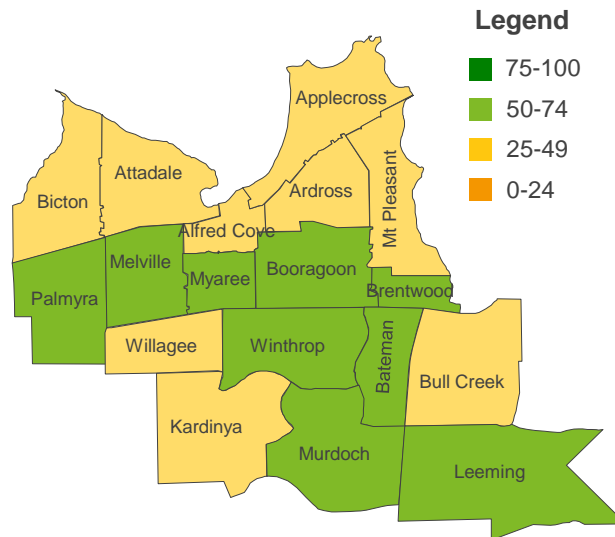 Legend
75-100
50-74
25-49
0-24
Applecross
Attadale
Ardross
Bicton
Mt Pleasant
Alfred Cove
Melville
Booragoon
Myaree
Brentwood
Palmyra
Willagee
Winthrop
Bateman
Bull Creek
Kardinya
Murdoch
Leeming